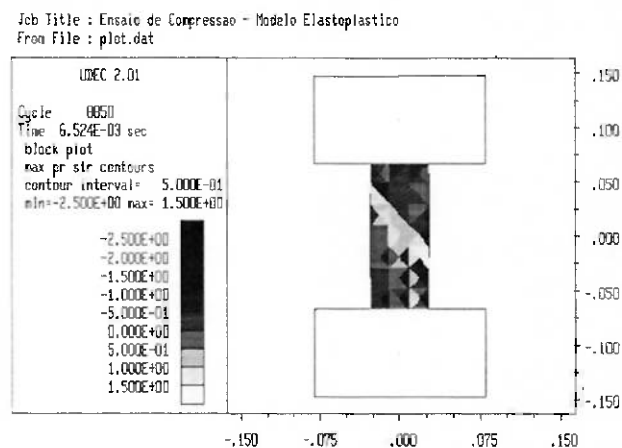 Job Title : Ensaio de Compressao - Modelo Elastoplastico
From File : plot.dat
UDEC 2.01
Cycle 8850
Time 6.524E-03 sec
block plot
max pr str contours
contour interval= 5.000E-01
min=-2.500E+00 max= 1.500E+00
-2.500E+00
-2.000E+00
-1.500E+00
-1.000E+00
-5.000E-01
0.000E+00
5.000E-01
1.000E+00
1.500E+00
.150
.100
.050
.000
-.050
-.100
-.150
-.150 -.075 .000 .075 .150